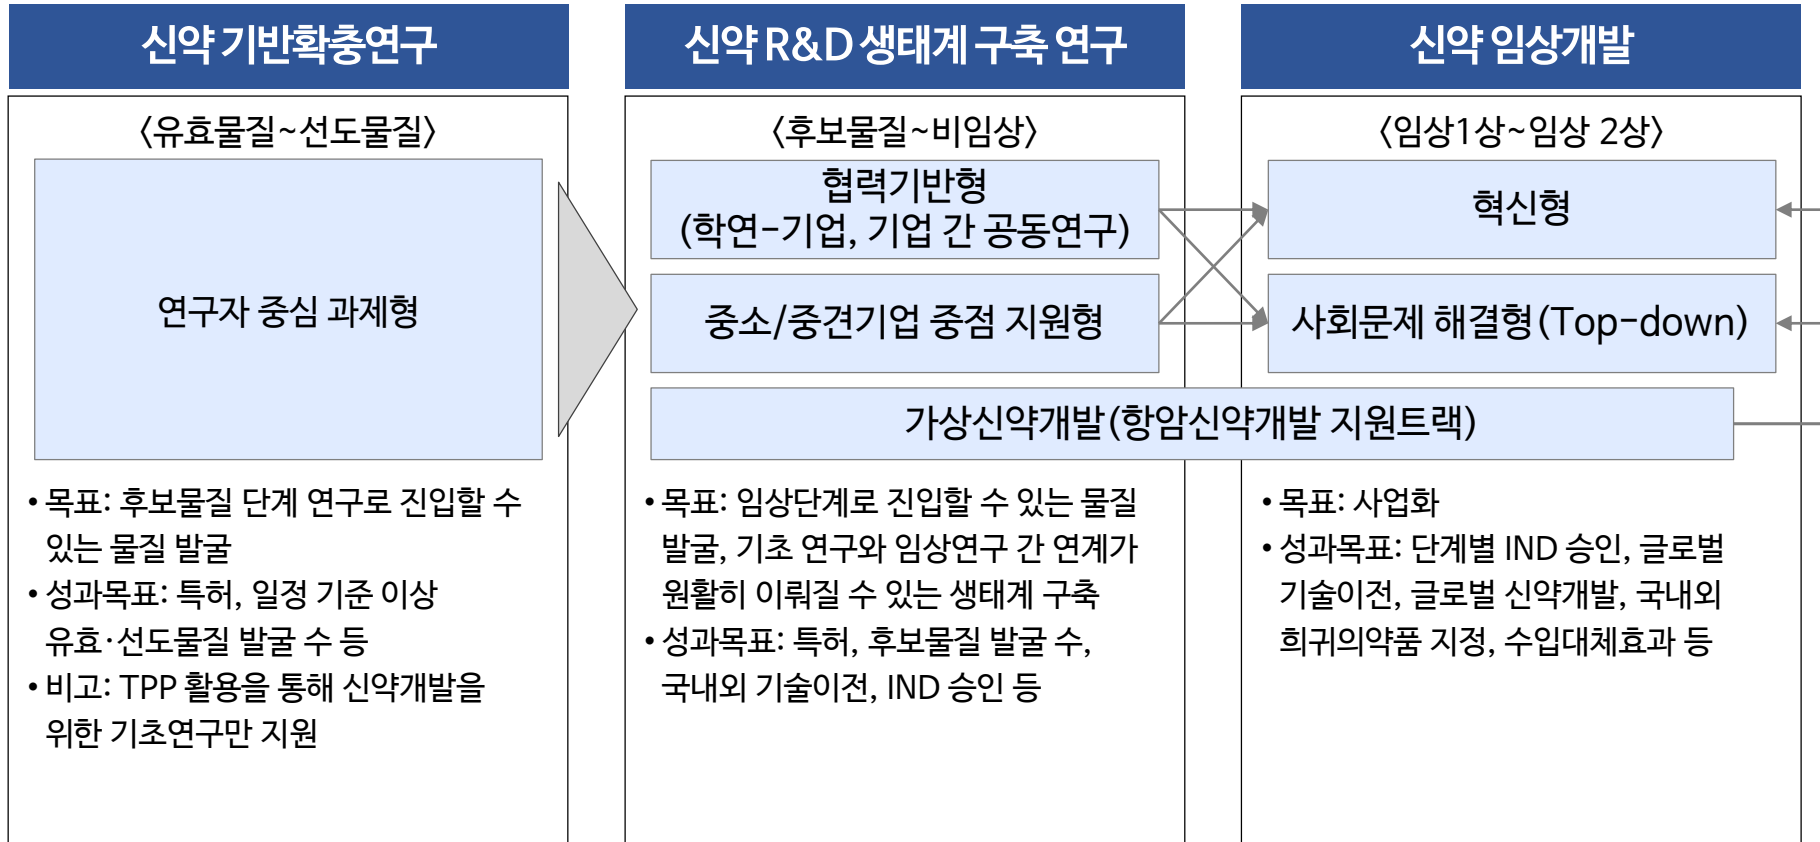 신약 기반확충연구
〈유효물질~선도물질〉
연구자 중심 과제형
• 목표: 후보물질 단계 연구로 진입할 수
있는 물질 발굴
• 성과목표: 특허, 일정 기준 이상
유효·선도물질 발굴 수 등
• 비고: TPP 활용을 통해 신약개발을
위한 기초연구만 지원
신약 R&D 생태계 구축 연구
〈후보물질~비임상〉
협력기반형
(학연-기업, 기업 간 공동연구)
중소/중견기업 중점 지원형
가상신약개발(항암신약개발 지원트랙)
• 목표: 임상단계로 진입할 수 있는 물질
발굴, 기초 연구와 임상연구 간 연계가
원활히 이뤄질 수 있는 생태계 구축
• 성과목표: 특허, 후보물질 발굴 수,
국내외 기술이전, IND 승인 등
신약 임상개발
〈임상1상~임상 2상〉
혁신형
사회문제 해결형(Top-down)
• 목표: 사업화
• 성과목표: 단계별 IND 승인, 글로벌
기술이전, 글로벌 신약개발, 국내외
희귀의약품 지정, 수입대체효과 등